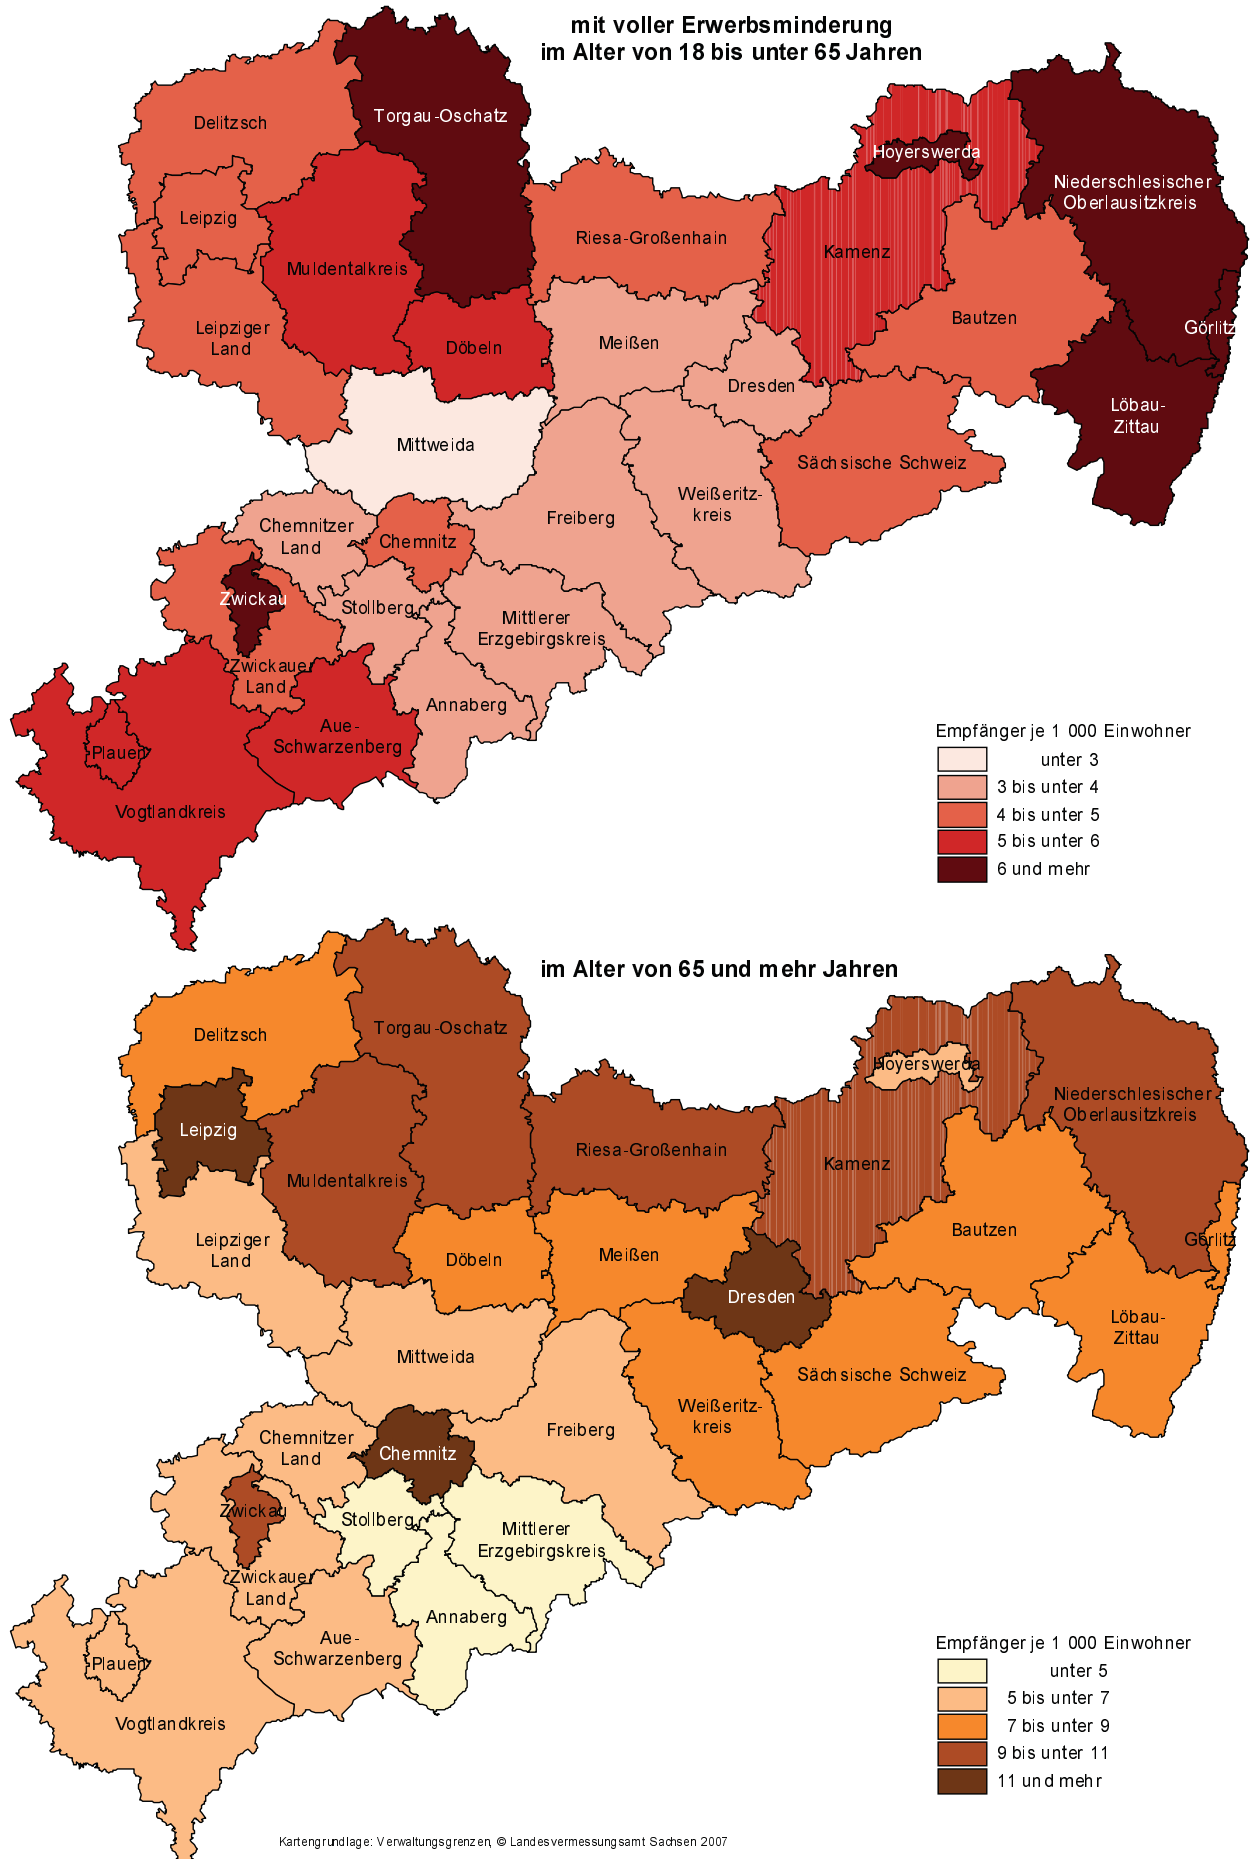 mit voller Erwerbsminderung
im Alter von 18 bis unter 65 Jahren
Delitzsch
Torgau-Oschatz
Hoyerswerda
Niederschlesischer
Oberlausitzkreis
Leipzig
Riesa-Großenhain
Kamenz
Muldentalkreis
Leipziger
Land
Döbeln
Meißen
Bautzen
Görlitz
Dresden
Löbau-
Zittau
Mittweida
Sächsische Schweiz
Weißeritz-
kreis
Freiberg
Chemnitzer
Land
Chemnitz
Zwickau
Stollberg
Mittlerer
Erzgebirgskreis
Zwickauer
Land
Annaberg
Aue-
Schwarzenberg
Plauen
Vogtlandkreis
Empfänger je 1 000 Einwohner
unter 3
3 bis unter 4
4 bis unter 5
5 bis unter 6
6 und mehr
im Alter von 65 und mehr Jahren
Delitzsch
Torgau-Oschatz
Hoyerswerda
Niederschlesischer
Oberlausitzkreis
Leipzig
Riesa-Großenhain
Kamenz
Muldentalkreis
Leipziger
Land
Döbeln
Meißen
Bautzen
Görlitz
Dresden
Löbau-
Zittau
Mittweida
Sächsische Schweiz
Weißeritz-
kreis
Freiberg
Chemnitzer
Land
Chemnitz
Zwickau
Stollberg
Mittlerer
Erzgebirgskreis
Zwickauer
Land
Annaberg
Aue-
Schwarzenberg
Plauen
Vogtlandkreis
Empfänger je 1 000 Einwohner
unter 5
5 bis unter 7
7 bis unter 9
9 bis unter 11
11 und mehr
Kartengrundlage: Verwaltungsgrenzen, © Landesvermessungsamt Sachsen 2007